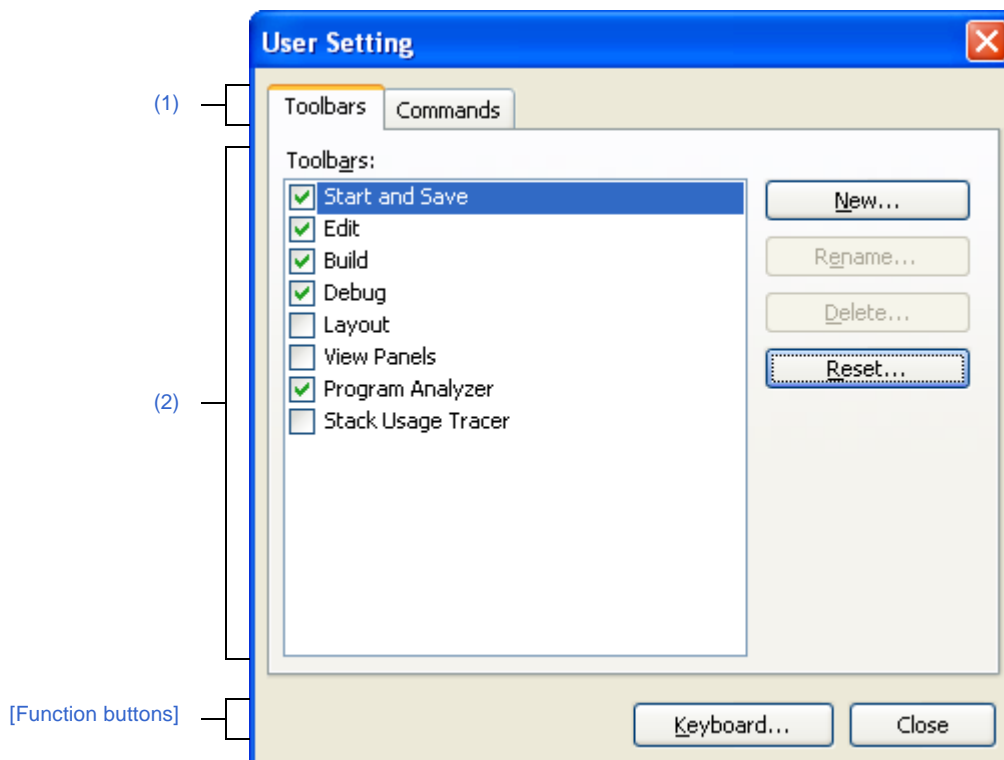 User Setting
(1)
Toolbars
Commands
(2)
Toolbars:
Start and Save
Edit
Build
Debug
Layout
View Panels
Program Analyzer
Stack Usage Tracer
New...
Rename...
Delete...
Reset...
[Function buttons]
Keyboard...
Close